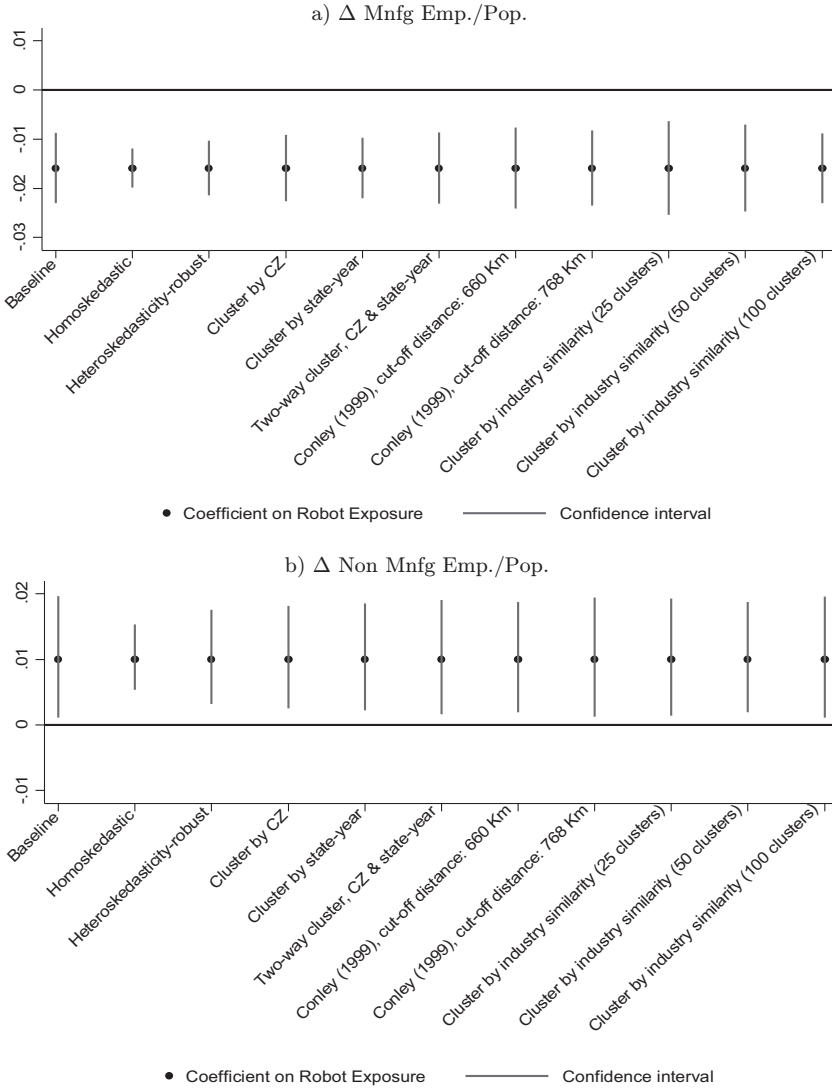 a) Δ Mnfg Emp./Pop.
.01
0
-.01
-.02
-.03
Baseline
Homoskedastic
Heteroskedasticity-robust
Cluster by CZ
Cluster by state-year
Two-way cluster, CZ & state-year
Conley (1999), cut-off distance: 660 Km
Conley (1999), cut-off distance: 768 Km
Cluster by industry similarity (25 clusters)
Cluster by industry similarity (50 clusters)
Cluster by industry similarity (100 clusters)
Coefficient on Robot Exposure Confidence interval
b) Δ Non Mnfg Emp./Pop.
.02
.01
0
-.01
Baseline
Homoskedastic
Heteroskedasticity-robust
Cluster by CZ
Cluster by state-year
Two-way cluster, CZ & state-year
Conley (1999), cut-off distance: 660 Km
Conley (1999), cut-off distance: 768 Km
Cluster by industry similarity (25 clusters)
Cluster by industry similarity (50 clusters)
Cluster by industry similarity (100 clusters)
Coefficient on Robot Exposure Confidence interval